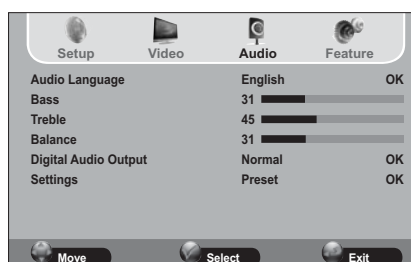 Setup Video Audio Feature
Audio Language English OK
Bass 31
Treble 45
Balance 31
Digital Audio Output Normal OK
Settings Preset OK
Move Select Exit